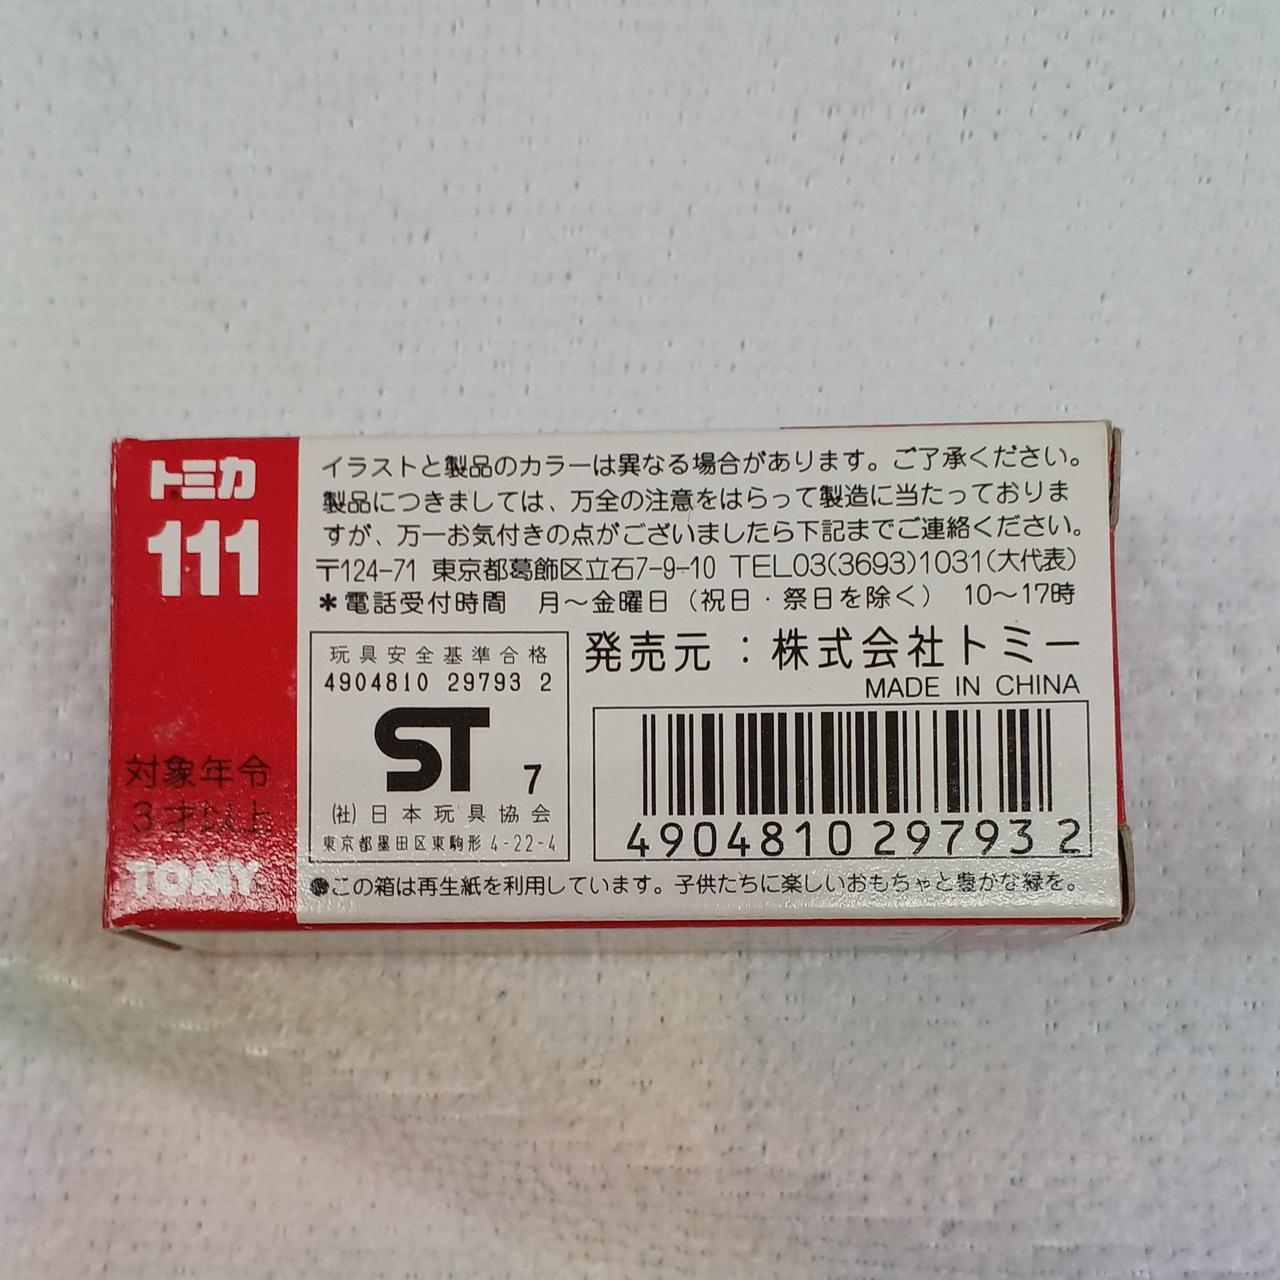 トミカ
111
対象年令
3才以上
TOMY
イラストと製品のカラーは異なる場合があります。ご了承ください。
製品につきましては、万全の注意をはらって製造に当たっておりま
すが、万一お気付きの点がございましたら下記までご連絡ください。
〒124-71 東京都葛飾区立石7-9-10 TEL03(3693)1031(大代表)
＊電話受付時間 月〜金曜日（祝日・祭日を除く） 10〜17時
玩具安全基準合格
4904810 29793 2
ST 7
(社)日本玩具協会
東京都墨田区東駒形 4-22-4
発売元：株式会社トミー
MADE IN CHINA
4904810 29793 2
●この箱は再生紙を利用しています。子供たちに楽しいおもちゃと豊かな緑を。